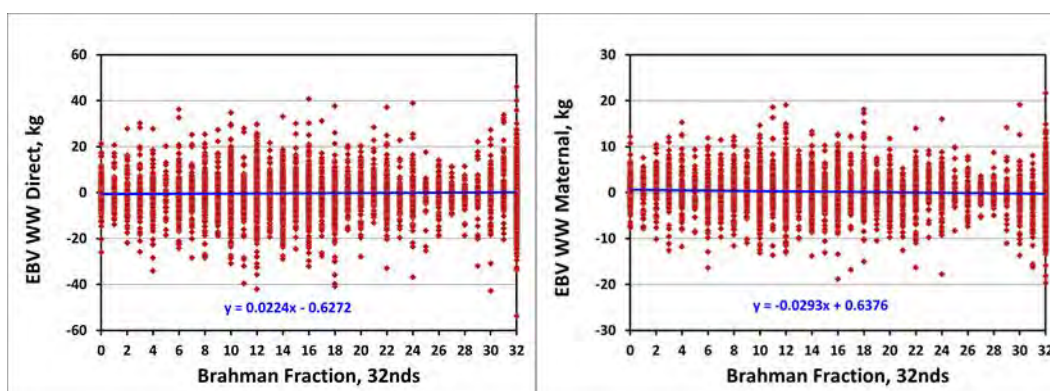 EBV WW Direct, kg
60
40
20
0
-20
-40
-60
y = 0.0224x - 0.6272
0 2 4 6 8 10 12 14 16 18 20 22 24 26 28 30 32
Brahman Fraction, 32nds
EBV WW Maternal, kg
30
20
10
0
-10
-20
-30
y = -0.0293x + 0.6376
0 2 4 6 8 10 12 14 16 18 20 22 24 26 28 30 32
Brahman Fraction, 32nds